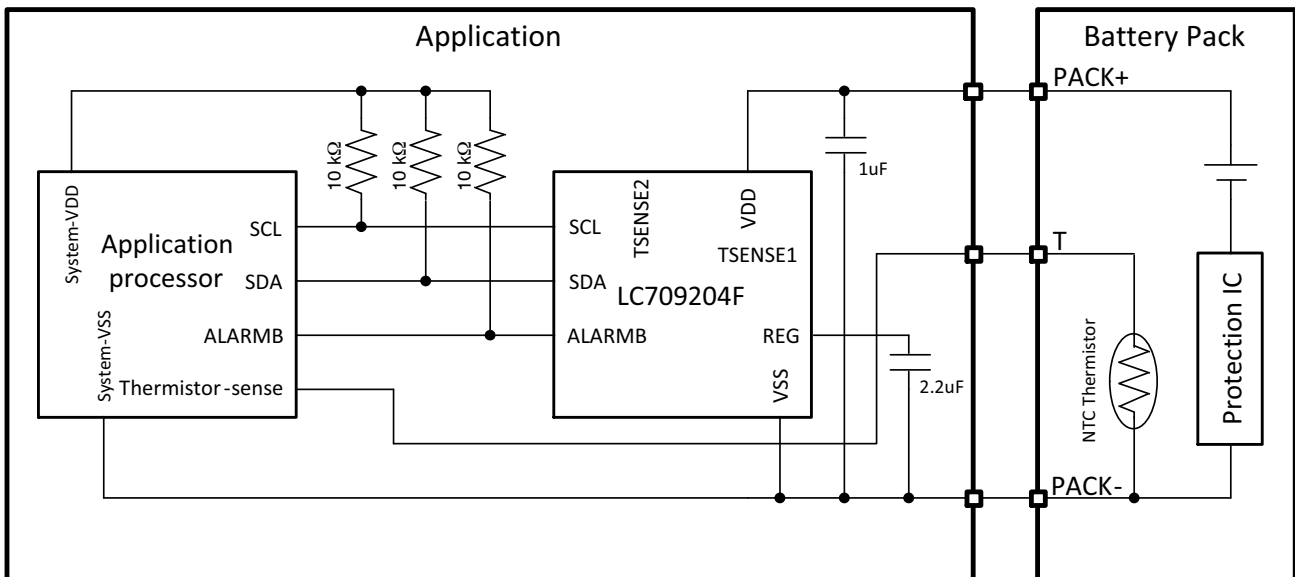 Application
Battery Pack
PACK+
10 kΩ
10 kΩ
10 kΩ
1uF
System-VDD
SCL
Application
processor
SDA
ALARMB
System-VSS
Thermistor-sense
SCL
TSENSE2
VDD
TSENSE1
SDA
LC709204F
ALARMB
REG
VSS
2.2uF
T
NTC Thermistor
Protection IC
PACK-